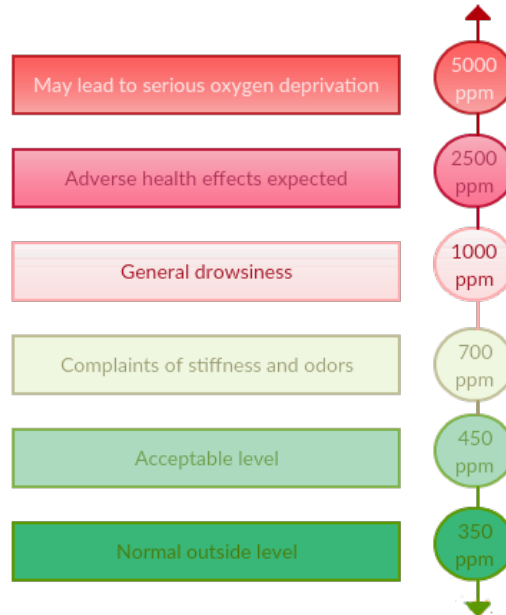 May lead to serious oxygen deprivation
5000
ppm
Adverse health effects expected
2500
ppm
General drowsiness
1000
ppm
Complaints of stiffness and odors
700
ppm
Acceptable level
450
ppm
Normal outside level
350
ppm